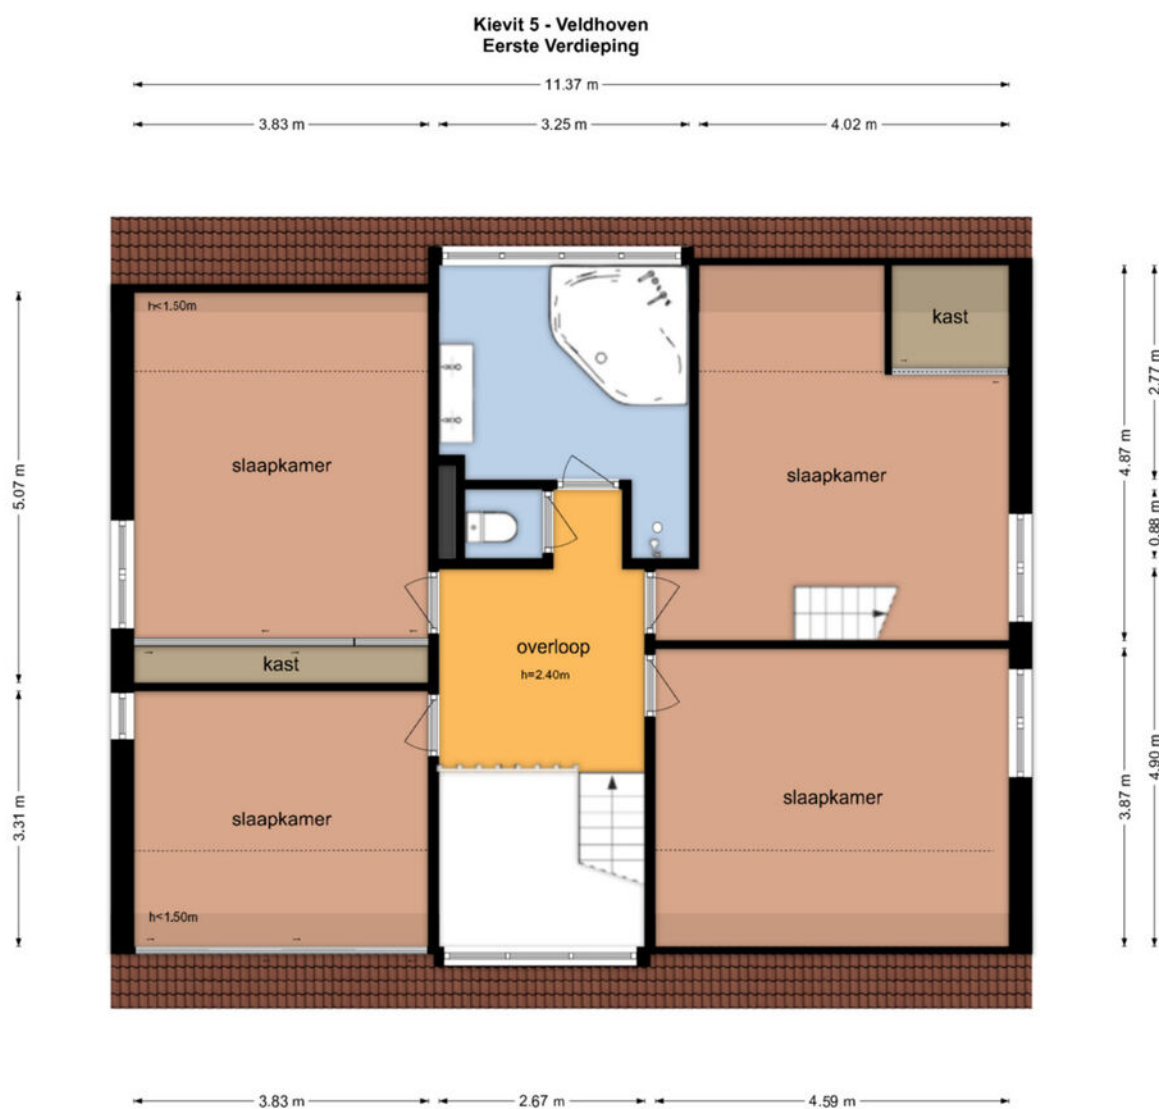 Kievit 5 - Veldhoven
Eerste Verdieping
11.37 m
3.83 m
3.25 m
4.02 m
h<1.50m
kast
2.77 m
4.87 m
5.07 m
slaapkamer
slaapkamer
0.88 m
overloop
h=2.40m
kast
slaapkamer
slaapkamer
3.31 m
3.87 m
4.90 m
h<1.50m
3.83 m
2.67 m
4.59 m